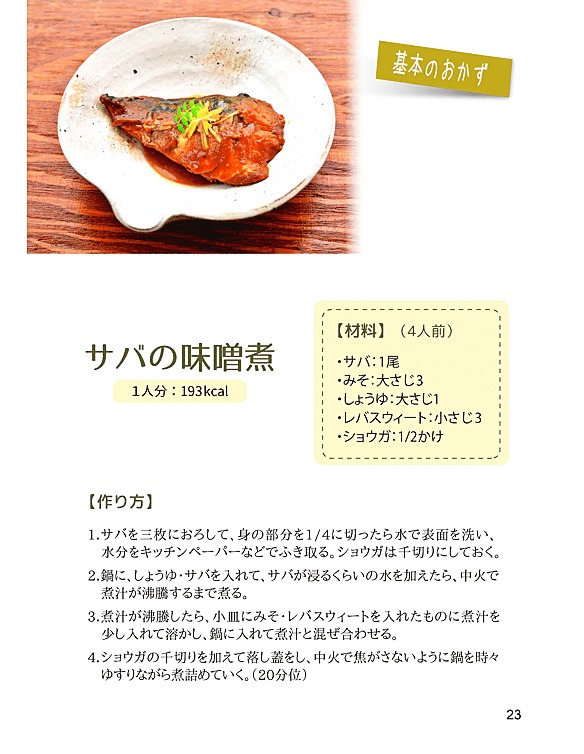 基本のおかず
サバの味噌煮
1人分：193kcal
【材料】（4人前）
・サバ：1尾
・みそ：大さじ3
・しょうゆ：大さじ1
・レバスウィート：小さじ3
・ショウガ：1/2かけ
【作り方】
1.サバを三枚におろして、身の部分を1/4に切ったら水で表面を洗い、
水分をキッチンペーパーなどでふき取る。ショウガは千切りにしておく。
2.鍋に、しょうゆ・サバを入れて、サバが浸るくらいの水を加えたら、中火で
煮汁が沸騰するまで煮る。
3.煮汁が沸騰したら、小皿にみそ・レバスウィートを入れたものに煮汁を
少し入れて溶かし、鍋に入れて煮汁と混ぜ合わせる。
4.ショウガの千切りを加えて落し蓋をし、中火で焦がさないように鍋を時々
ゆすりながら煮詰めていく。（20分位）
23